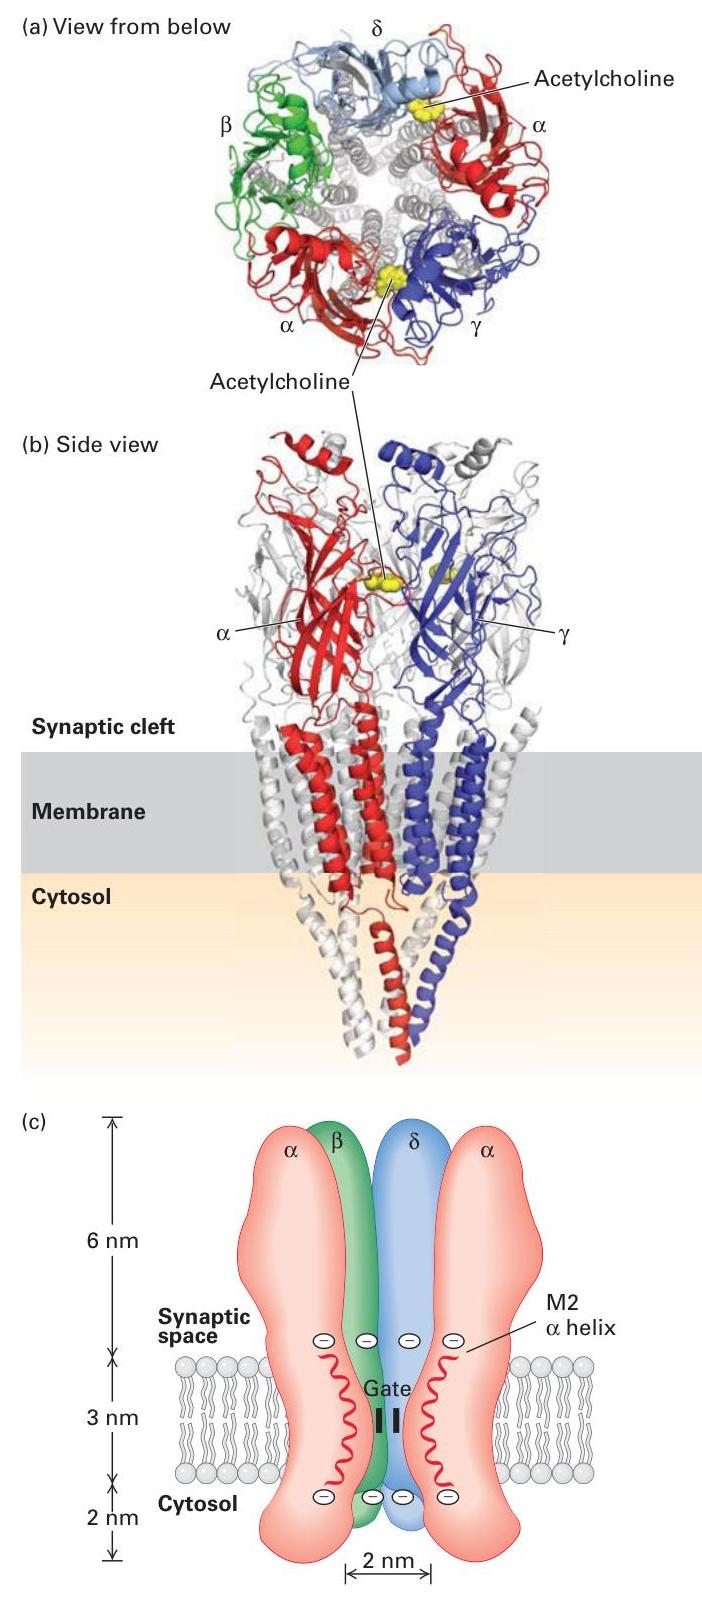 (a) View from below
δ
Acetylcholine
β
α
α
γ
Acetylcholine
(b) Side view
α
γ
Synaptic cleft
Membrane
Cytosol
(c)
α
β
δ
α
6 nm
Synaptic
space
M2
α helix
− − − −
Gate
3 nm
− − − −
Cytosol
2 nm
2 nm